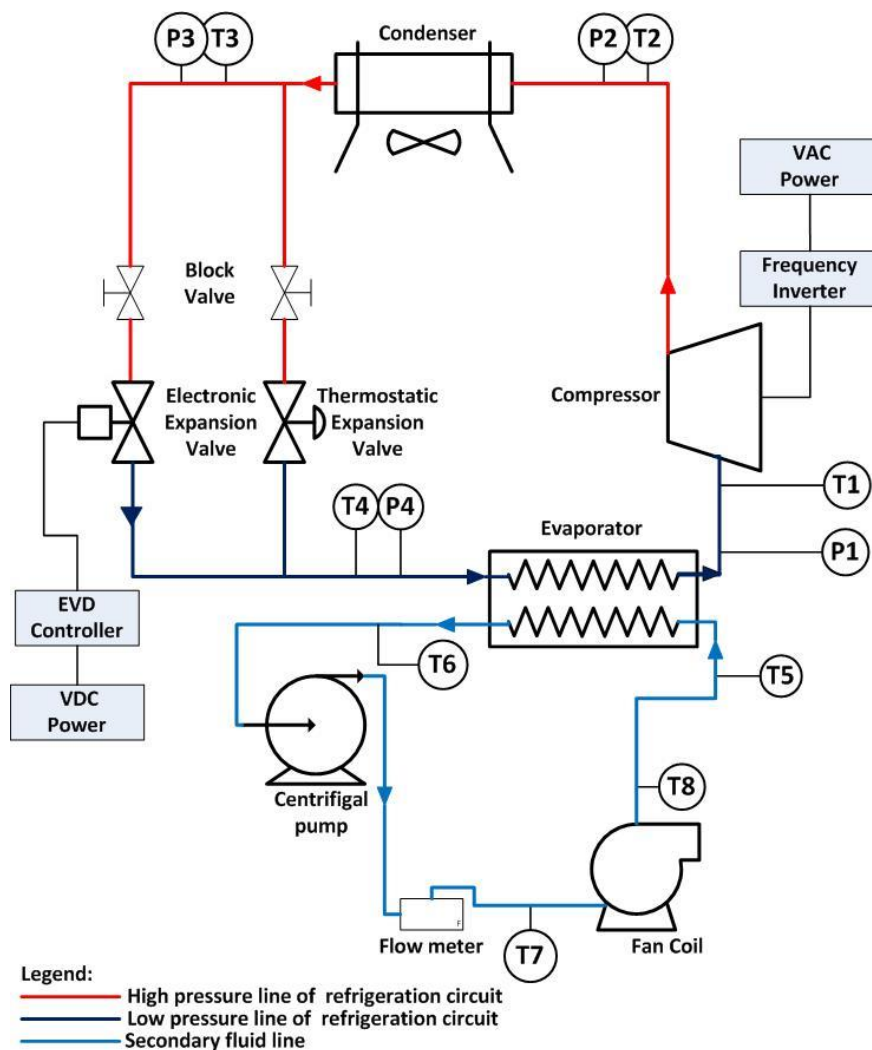 Condenser
P3
T3
P2
T2
VAC
Power
Block
Valve
Frequency
Inverter
Electronic
Expansion
Valve
Thermostatic
Expansion
Valve
Compressor
T4
P4
Evaporator
T1
P1
EVD
Controller
T6
T5
VDC
Power
T8
Centrifigal
pump
F
Flow meter
T7
Fan Coil
Legend:
High pressure line of refrigeration circuit
Low pressure line of refrigeration circuit
Secondary fluid line